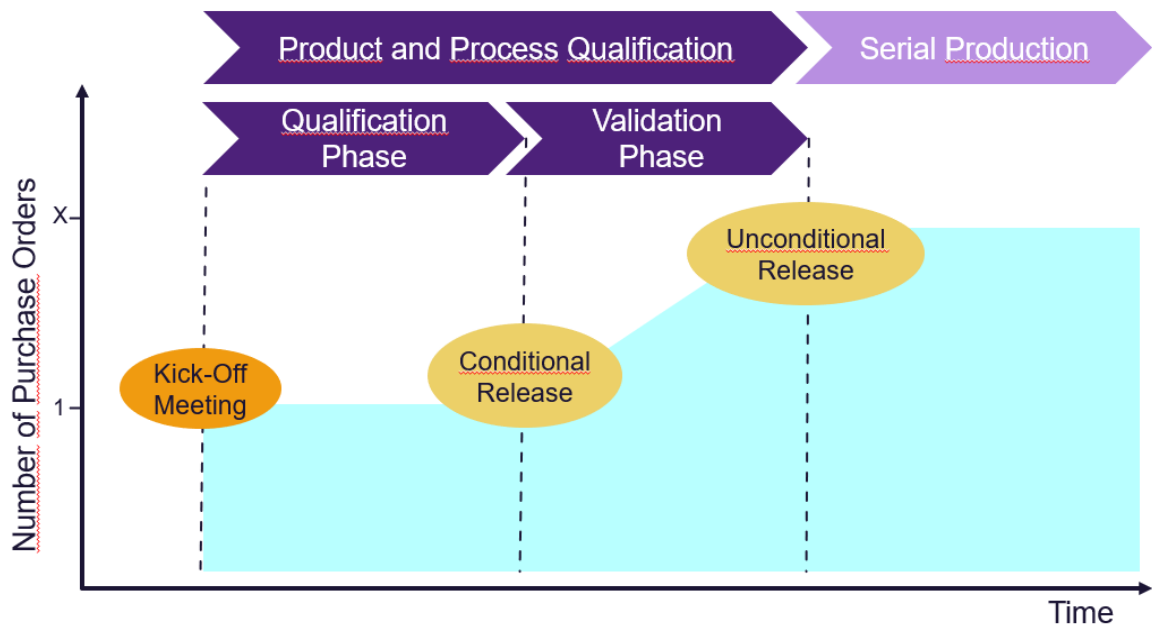 Product and Process Qualification
Serial Production
Qualification
Phase
Validation
Phase
Number of Purchase Orders
X
Unconditional
Release
Conditional
Release
Kick-Off
Meeting
1
Time